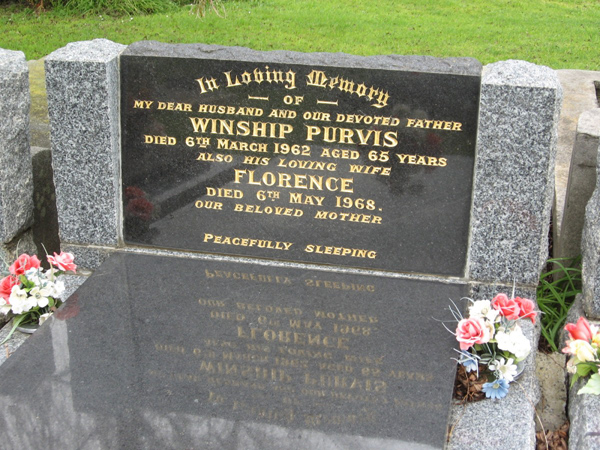 In Loving Memory
OF
MY DEAR HUSBAND AND OUR DEVOTED FATHER
WINSHIP PURVIS
DIED 6TH MARCH 1962 AGED 65 YEARS
ALSO HIS LOVING WIFE
FLORENCE
DIED 6TH MAY 1968.
OUR BELOVED MOTHER
PEACEFULLY SLEEPING